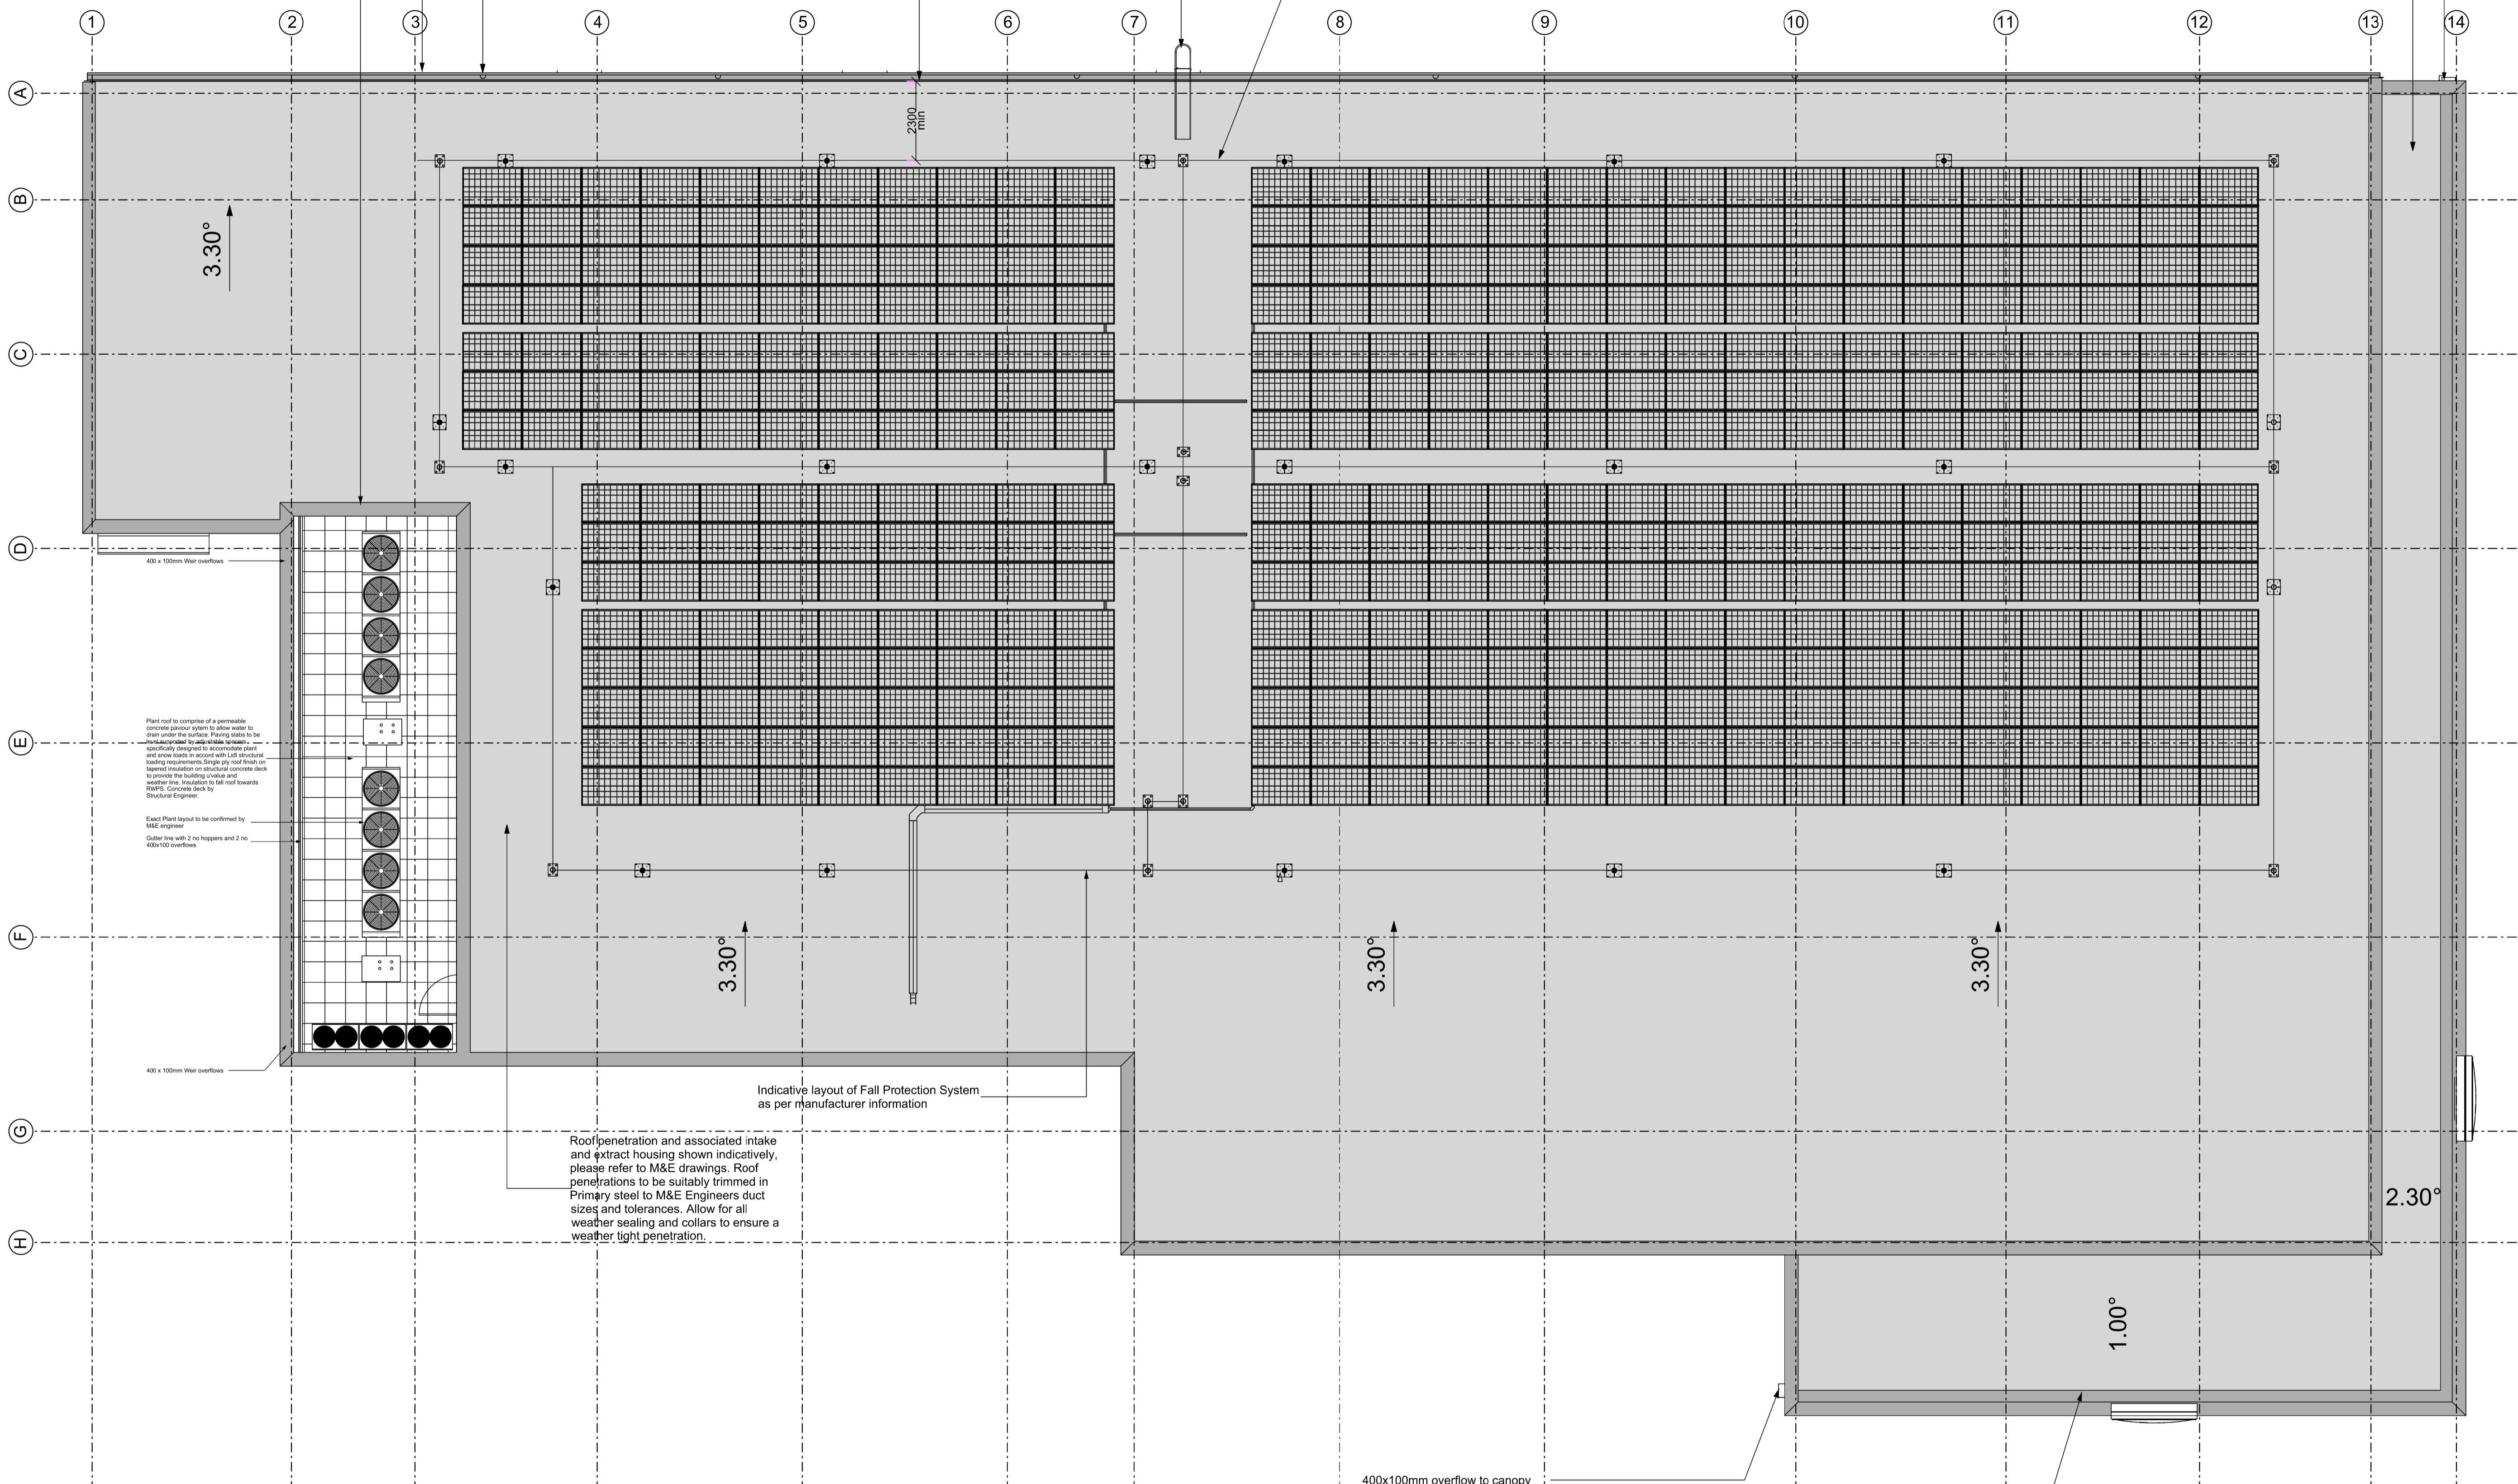 1 2 3 4 5 6 7 8 9 10 11 12 13 14
A
2300
min
B
3.30°
C
D
400 x 100mm Weir overflows
Plant roof to comprise of a permeable
concrete paviour sytem to allow water to
drain under the surface. Paving slabs to be
level supported by adjustable spacers
specifically designed to accomodate plant
and snow loads in accord with Lidl structural
loading requirements.Single ply roof finish on
tapered insulation on structural concrete deck
to provide the building u'value and
weather line. Insulation to fall roof towards
RWPS. Concrete deck by
Structural Engineer.
E
Exact Plant layout to be confirmed by
M&E engineer
Gutter line with 2 no hoppers and 2 no
400x100 overflows
F
3.30°
3.30°
3.30°
400 x 100mm Weir overflows
Indicative layout of Fall Protection System
as per manufacturer information
G
Roof penetration and associated intake
and extract housing shown indicatively,
please refer to M&E drawings. Roof
penetrations to be suitably trimmed in
Primary steel to M&E Engineers duct
sizes and tolerances. Allow for all
weather sealing and collars to ensure a
weather tight penetration.
2.30°
H
1.00°
400x100mm overflow to canopy